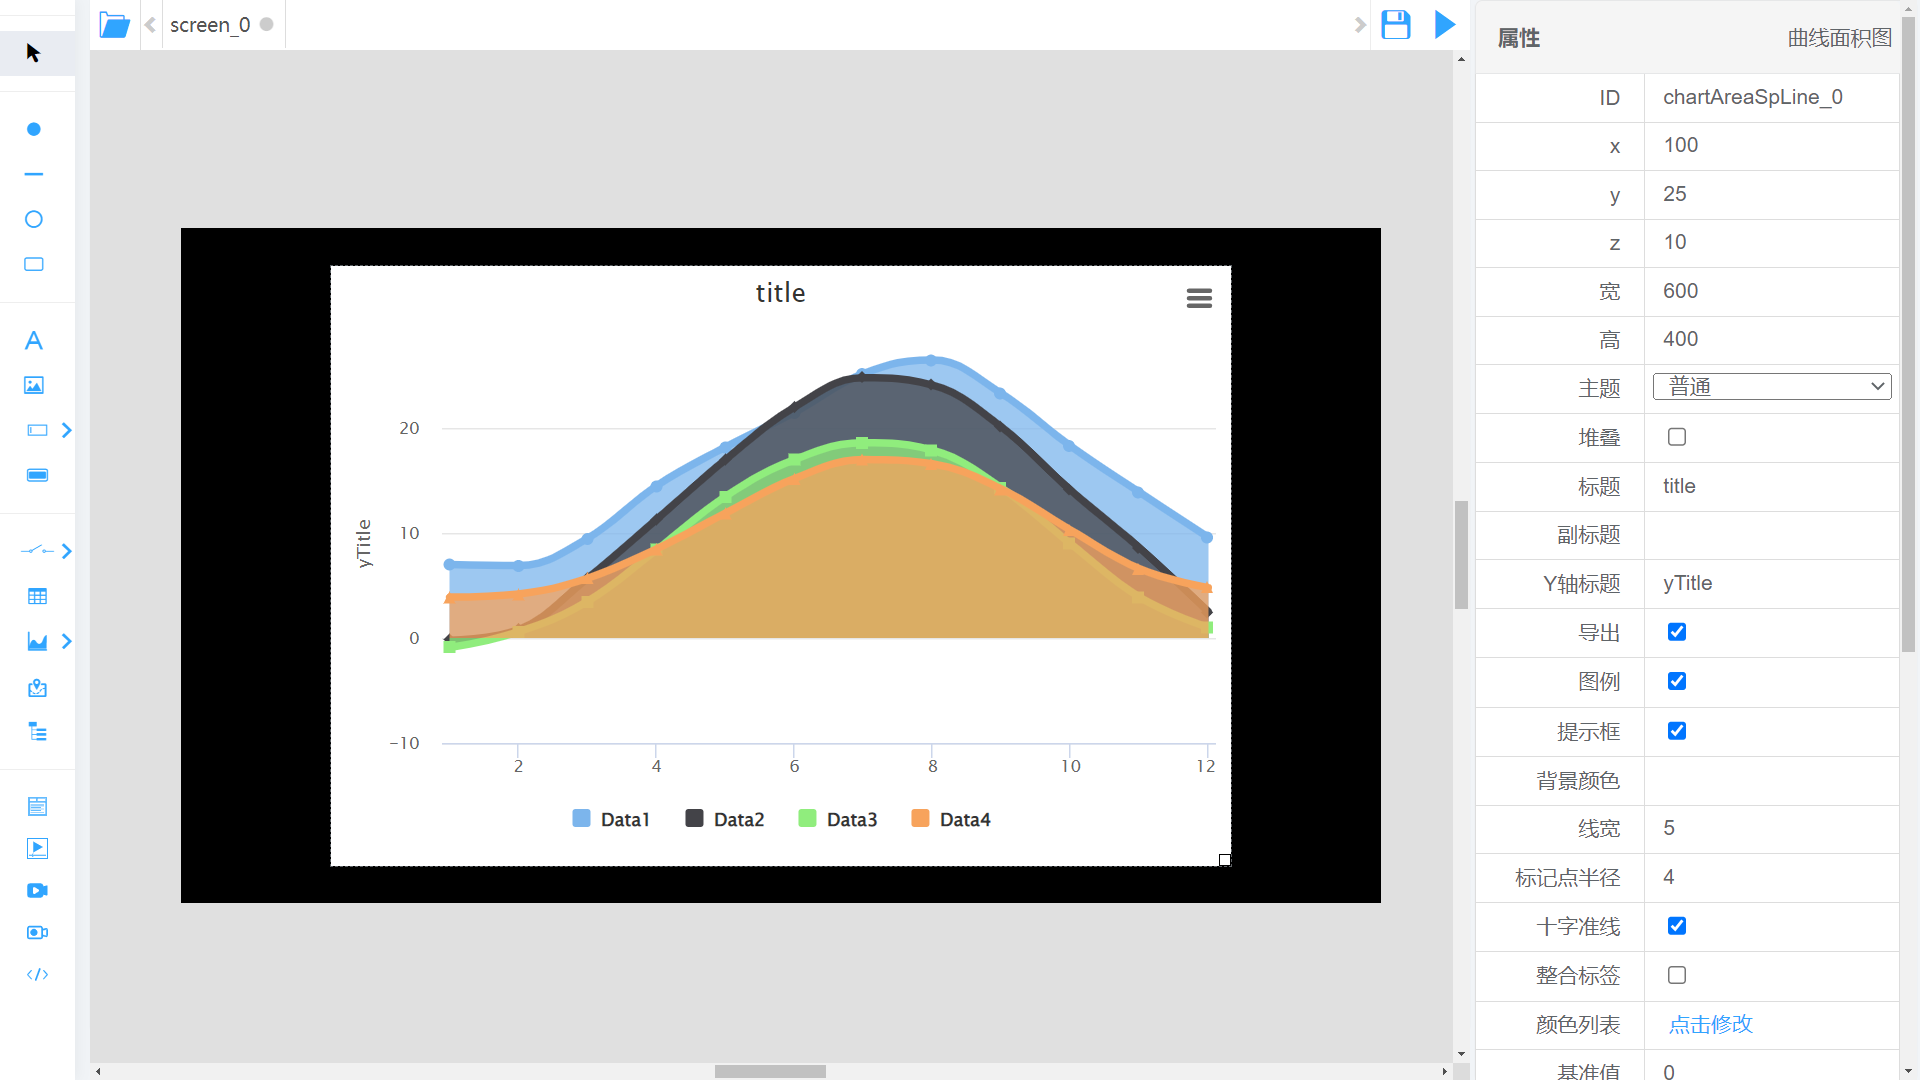 screen_0
title
20
10
0
−10
yTitle
2
4
6
8
10
12
Data1
Data2
Data3
Data4
属性
曲线面积图
ID
chartAreaSpLine_0
x
100
y
25
z
10
宽
600
高
400
主题
普通
堆叠
标题
title
副标题
Y轴标题
yTitle
导出
图例
提示框
背景颜色
线宽
5
标记点半径
4
十字准线
整合标签
颜色列表
点击修改
基准值
0